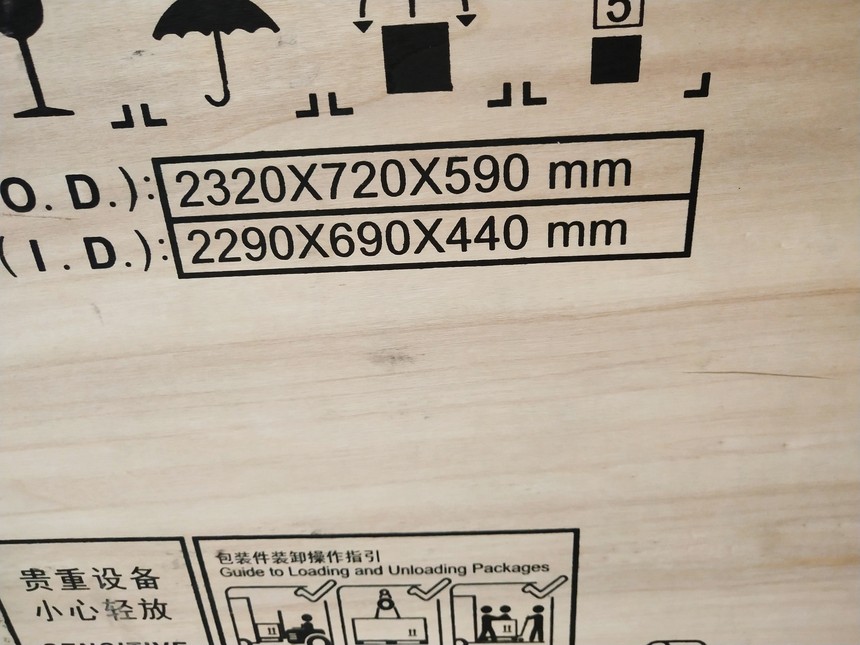 5
O.D.): 2320X720X590 mm
(I.D.): 2290X690X440 mm
贵重设备
小心轻放
SENSITIVE
包装件装卸操作指引
Guide to Loading and Unloading Packages